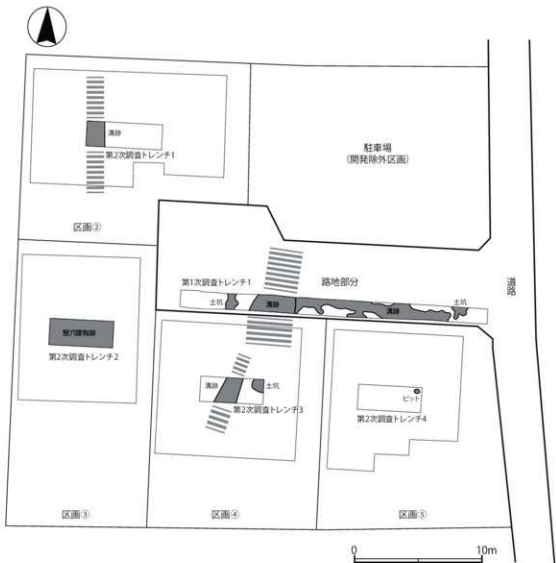 溝跡
第2次調査トレンチ1
区画②
駐車場
(開発除外区画)
路地部分
道路
第1次調査トレンチ1
土坑
溝跡
溝跡
土坑
竪穴建物跡
第2次調査トレンチ2
区画③
溝跡
土坑
第2次調査トレンチ3
区画④
ピット
第2次調査トレンチ4
区画⑤
0
10m